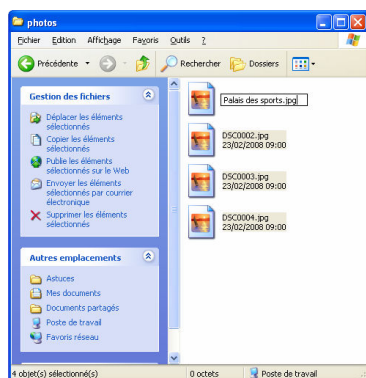 photos
Fichier Edition Affichage Favoris Outils ?
Précédente Rechercher Dossiers
Gestion des fichiers
Déplacer les éléments
sélectionnés
Copier les éléments
sélectionnés
Publie les éléments
sélectionnés sur le Web
Envoyer les éléments
sélectionnés par courrier
électronique
Supprimer les éléments
sélectionnés
Autres emplacements
Astuces
Mes documents
Documents partagés
Poste de travail
Favoris réseau
Palais des sports.jpg
DSC0002.jpg
23/02/2008 09:00
DSC0003.jpg
23/02/2008 09:00
DSC0004.jpg
23/02/2008 09:00
4 objet(s) sélectionné(s) 0 octets Poste de travail